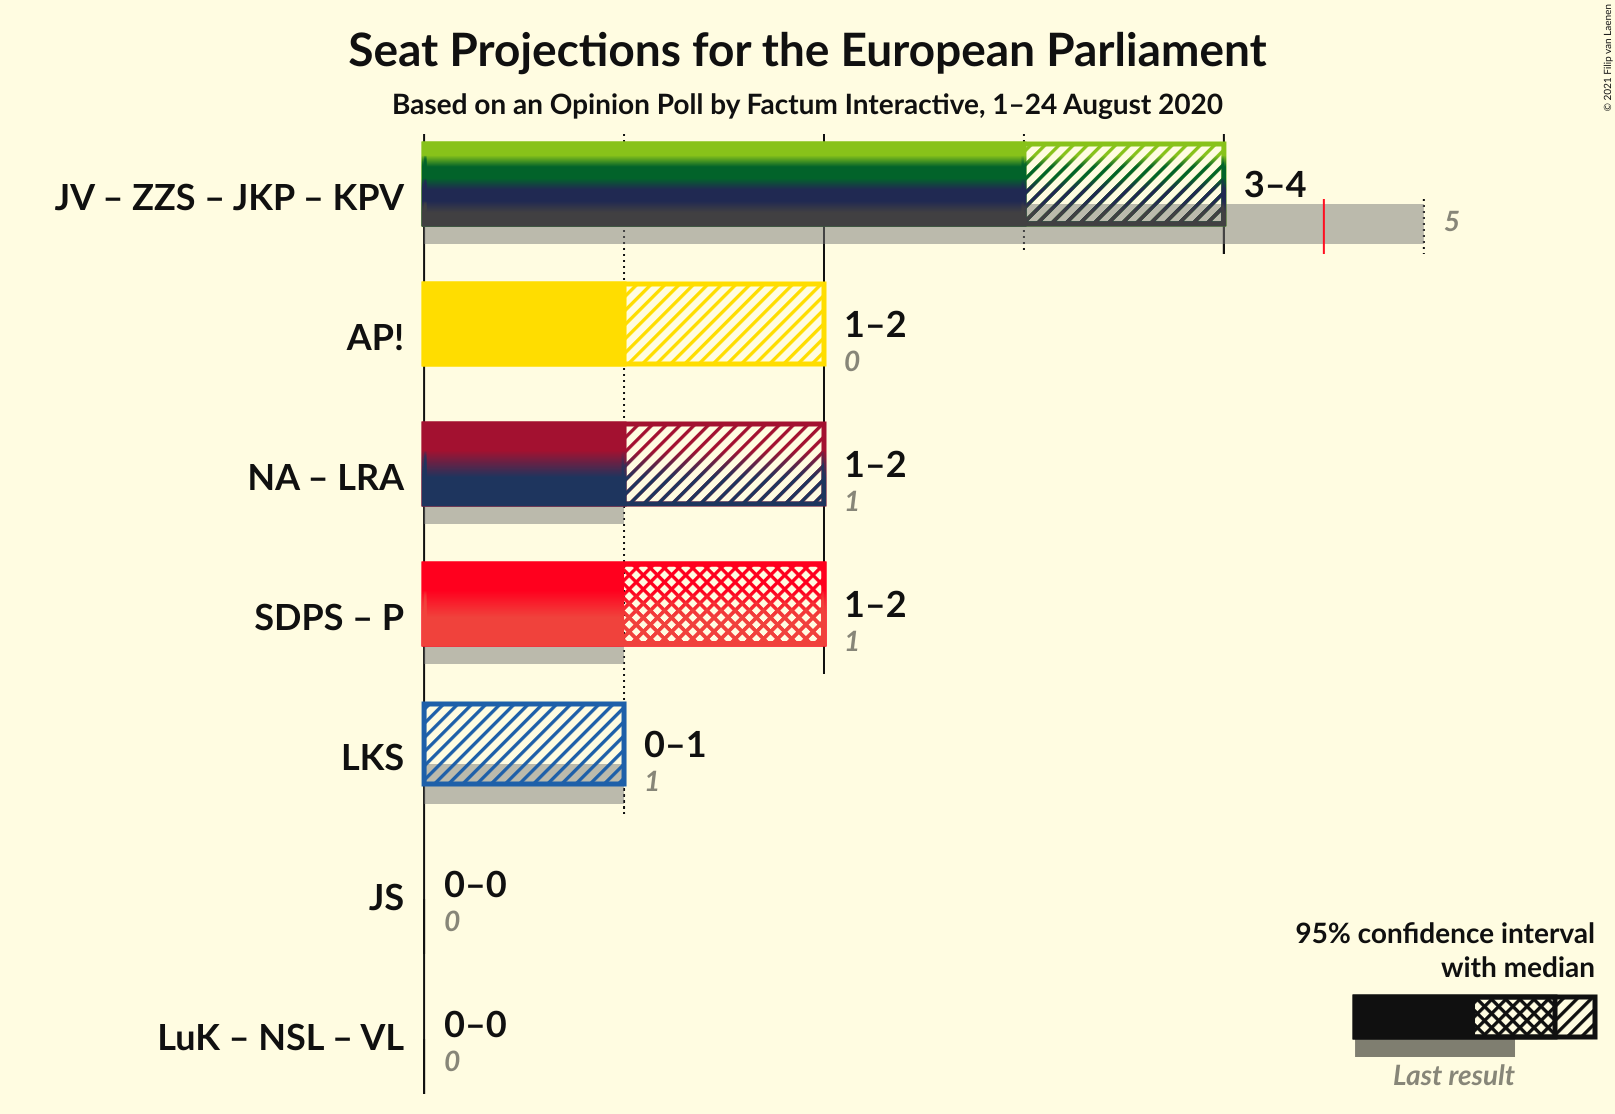 Seat Projections for the European Parliament
Based on an Opinion Poll by Factum Interactive, 1–24 August 2020
© 2021 Filip van Laenen
JV – ZZS – JKP – KPV
3–4
5
AP!
1–2
0
NA – LRA
1–2
1
SDPS – P
1–2
1
LKS
0–1
1
JS
0–0
0
LuK – NSL – VL
0–0
0
95% confidence interval
with median
Last result